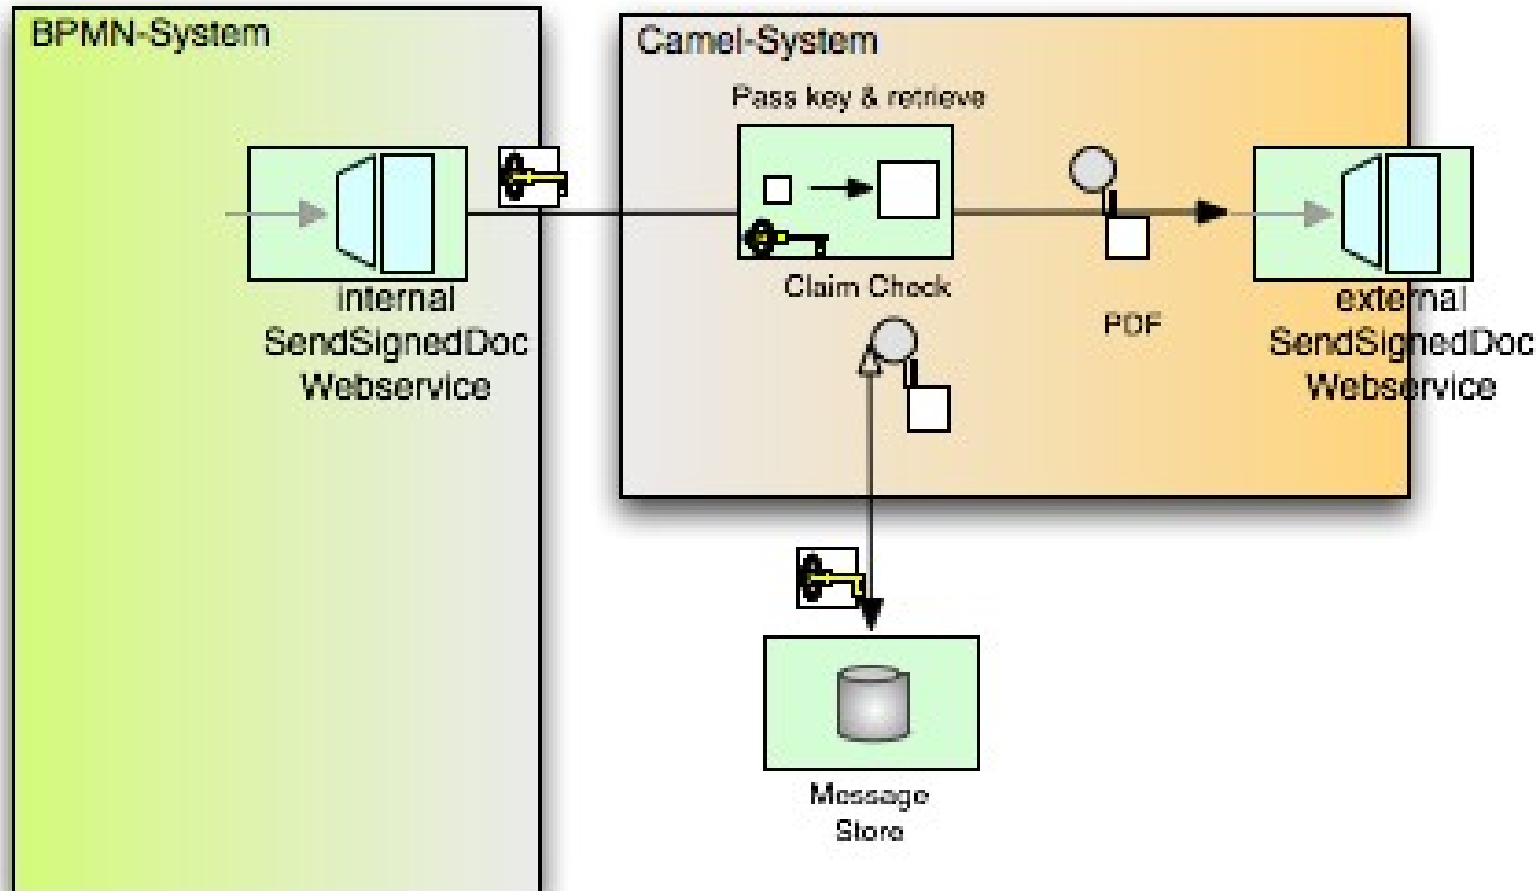 BPMN-System
Camel-System
Pass key & retrieve
Claim Check
internal
SendSignedDoc
Webservice
PDF
external
SendSignedDoc
Webservice
Message
Store